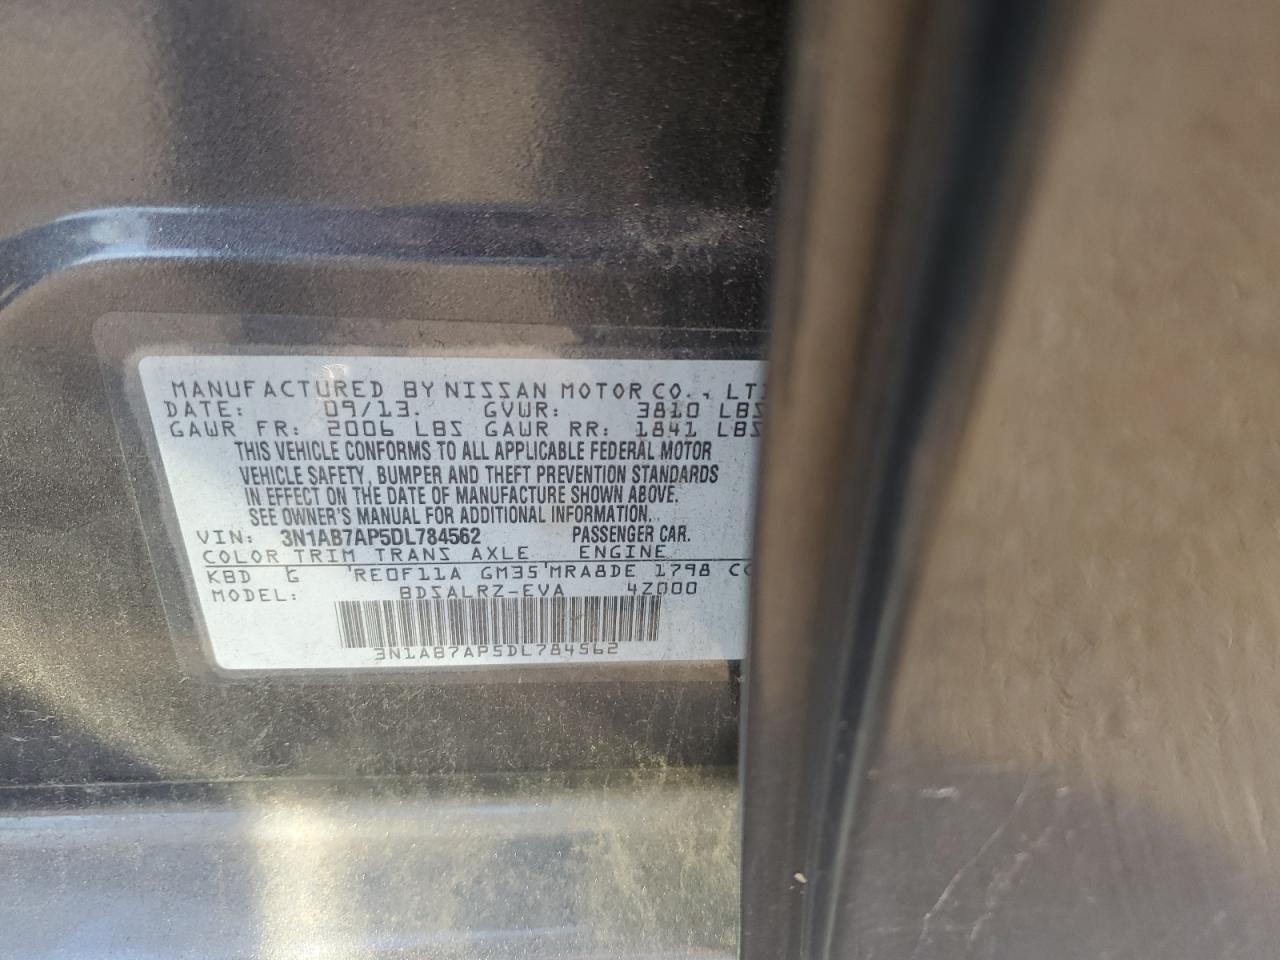 MANUFACTURED BY NISSAN MOTOR CO., LT
DATE: 09/13. GVWR: 3810 LBS
GAWR FR: 2006 LBS GAWR RR: 1841 LBS
THIS VEHICLE CONFORMS TO ALL APPLICABLE FEDERAL MOTOR
VEHICLE SAFETY, BUMPER AND THEFT PREVENTION STANDARDS
IN EFFECT ON THE DATE OF MANUFACTURE SHOWN ABOVE.
SEE OWNER'S MANUAL FOR ADDITIONAL INFORMATION.
VIN: 3N1AB7AP5DL784562 PASSENGER CAR.
COLOR TRIM TRANS AXLE ENGINE
KBD G RE0F11A GM35 MRA8DE 1798 CC
MODEL: BDSALRZ-EVA 4Z000
3N1AB7AP5DL784562